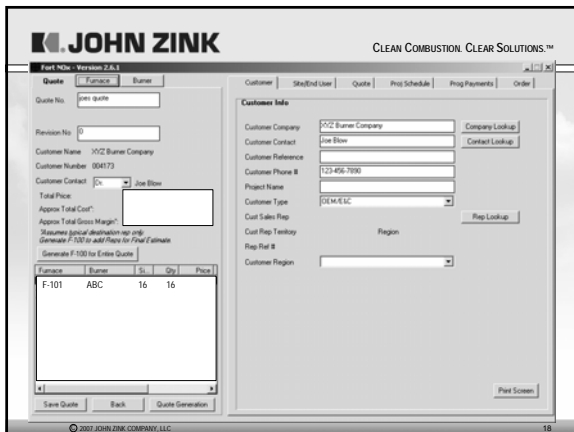 JOHN ZINK
CLEAN COMBUSTION. CLEAR SOLUTIONS.™
Fort NOx - Version 2.6.1
Quote Furnace Burner
Quote No. joes quote
Revision No 0
Customer Name XYZ Burner Company
Customer Number 004173
Customer Contact Dr. Joe Blow
Total Price:
Approx Total Cost*:
Approx Total Gross Margin*:
*Assumes typical destination rep only.
Generate F-100 to add Reps for Final Estimate.
Generate F-100 for Entire Quote
Furnace Burner Si... Qty Price
F-101 ABC 16 16
Save Quote Back Quote Generation
Customer Site/End User Quote Proj Schedule Prog Payments Order
Customer Info
Customer Company XYZ Burner Company Company Lookup
Customer Contact Joe Blow Contact Lookup
Customer Reference
Customer Phone # 123-456-7890
Project Name
Customer Type OEM/E&C
Cust Sales Rep Rep Lookup
Cust Rep Territory Region
Rep Ref #
Customer Region
Print Screen
© 2007 JOHN ZINK COMPANY, LLC
18